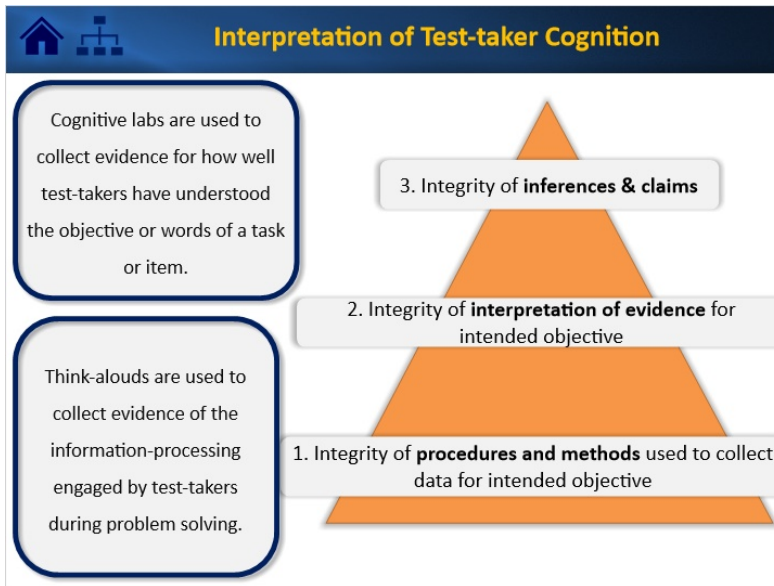 Interpretation of Test-taker Cognition
Cognitive labs are used to
collect evidence for how well
test-takers have understood
the objective or words of a task
or item.
Think-alouds are used to
collect evidence of the
information-processing
engaged by test-takers
during problem solving.
3. Integrity of inferences & claims
2. Integrity of interpretation of evidence for
intended objective
1. Integrity of procedures and methods used to collect
data for intended objective